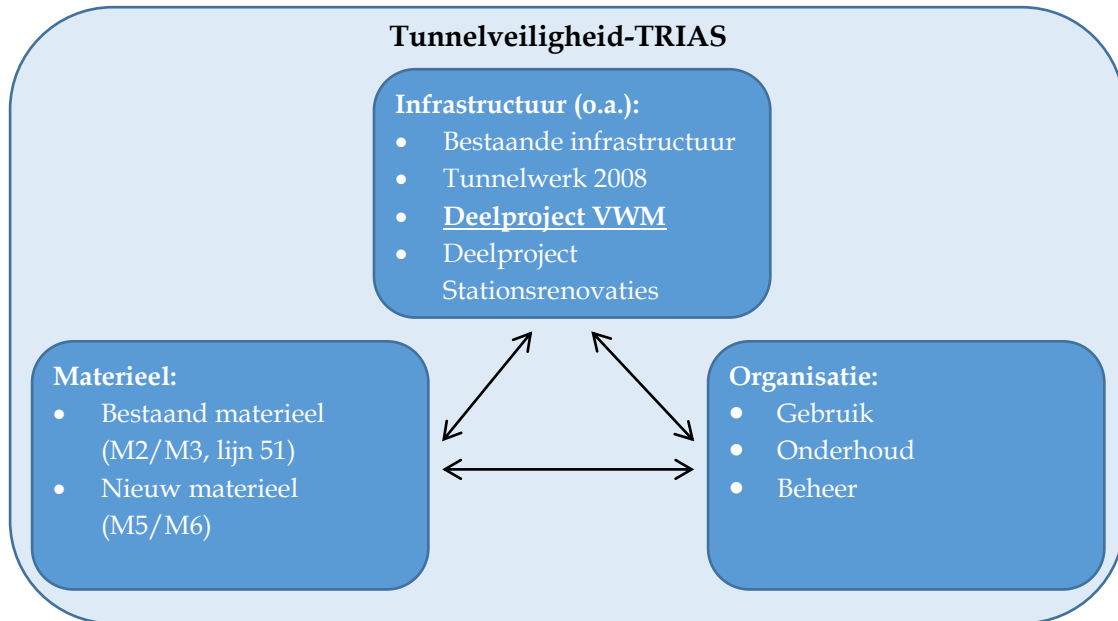 Tunnelveiligheid-TRIAS
Infrastructuur (o.a.):
• Bestaande infrastructuur
• Tunnelwerk 2008
• Deelproject VWM
• Deelproject
Stationsrenovaties
Materieel:
• Bestaand materieel
(M2/M3, lijn 51)
• Nieuw materieel
(M5/M6)
Organisatie:
• Gebruik
• Onderhoud
• Beheer